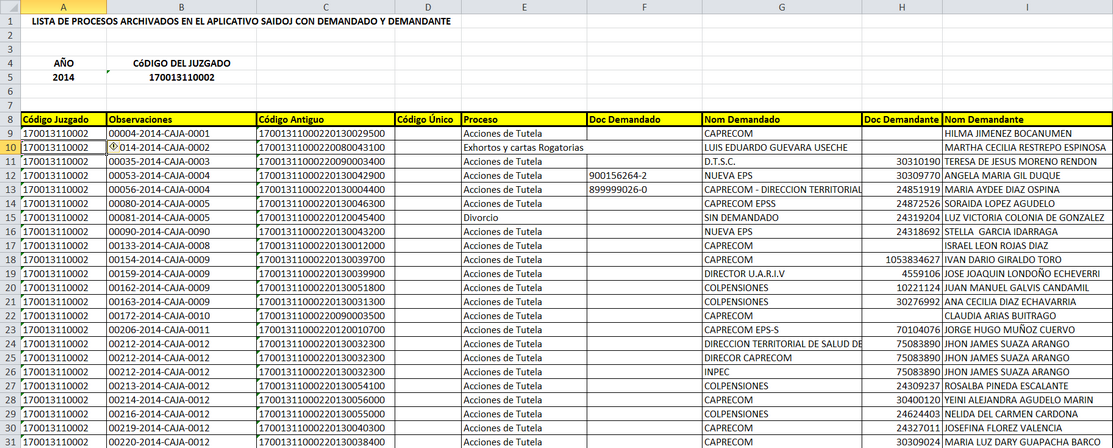 A B C D E F G H I
1 LISTA DE PROCESOS ARCHIVADOS EN EL APLICATIVO SAIDOJ CON DEMANDADO Y DEMANDANTE
2
3
4 AÑO CóDIGO DEL JUZGADO
5 2014 170013110002
6
7
8 Código Juzgado Observaciones Código Antiguo Código Único Proceso Doc Demandado Nom Demandado Doc Demandante Nom Demandante
9 170013110002 00004-2014-CAJA-0001 17001311000220130029500 Acciones de Tutela CAPRECOM HILMA JIMENEZ BOCANUMEN
10 170013110002 014-2014-CAJA-0002 17001311000220080043100 Exhortos y cartas Rogatorias LUIS EDUARDO GUEVARA USECHE MARTHA CECILIA RESTREPO ESPINOSA
11 170013110002 00035-2014-CAJA-0003 17001311000220090003400 Acciones de Tutela D.T.S.C. 30310190 TERESA DE JESUS MORENO RENDON
12 170013110002 00053-2014-CAJA-0004 17001311000220130042900 Acciones de Tutela 900156264-2 NUEVA EPS 30309770 ANGELA MARIA GIL DUQUE
13 170013110002 00056-2014-CAJA-0004 17001311000220130004400 Acciones de Tutela 899999026-0 CAPRECOM - DIRECCION TERRITORIAL 24851919 MARIA AYDEE DIAZ OSPINA
14 170013110002 00080-2014-CAJA-0005 17001311000220130046300 Acciones de Tutela CAPRECOM EPSS 24872526 SORAIDA LOPEZ AGUDELO
15 170013110002 00081-2014-CAJA-0005 17001311000220120045400 Divorcio SIN DEMANDADO 24319204 LUZ VICTORIA COLONIA DE GONZALEZ
16 170013110002 00090-2014-CAJA-0090 17001311000220130043200 Acciones de Tutela NUEVA EPS 24318692 STELLA GARCIA IDARRAGA
17 170013110002 00133-2014-CAJA-0008 17001311000220130012000 Acciones de Tutela CAPRECOM ISRAEL LEON ROJAS DIAZ
18 170013110002 00154-2014-CAJA-0009 17001311000220130039700 Acciones de Tutela CAPRECOM 1053834627 IVAN DARIO GIRALDO TORO
19 170013110002 00159-2014-CAJA-0009 17001311000220130039900 Acciones de Tutela DIRECTOR U.A.R.I.V 4559106 JOSE JOAQUIN LONDOÑO ECHEVERRI
20 170013110002 00162-2014-CAJA-0009 17001311000220130051800 Acciones de Tutela COLPENSIONES 10221124 JUAN MANUEL GALVIS CANDAMIL
21 170013110002 00163-2014-CAJA-0009 17001311000220130031300 Acciones de Tutela COLPENSIONES 30276992 ANA CECILIA DIAZ ECHAVARRIA
22 170013110002 00172-2014-CAJA-0010 17001311000220090003500 Acciones de Tutela CAPRECOM CLAUDIA ARIAS BUITRAGO
23 170013110002 00206-2014-CAJA-0011 17001311000220120010700 Acciones de Tutela CAPRECOM EPS-S 70104076 JORGE HUGO MUÑOZ CUERVO
24 170013110002 00212-2014-CAJA-0012 17001311000220130032300 Acciones de Tutela DIRECCION TERRITORIAL DE SALUD DE 75083890 JHON JAMES SUAZA ARANGO
25 170013110002 00212-2014-CAJA-0012 17001311000220130032300 Acciones de Tutela DIRECOR CAPRECOM 75083890 JHON JAMES SUAZA ARANGO
26 170013110002 00212-2014-CAJA-0012 17001311000220130032300 Acciones de Tutela INPEC 75083890 JHON JAMES SUAZA ARANGO
27 170013110002 00213-2014-CAJA-0012 17001311000220130054100 Acciones de Tutela COLPENSIONES 24309237 ROSALBA PINEDA ESCALANTE
28 170013110002 00214-2014-CAJA-0012 17001311000220130056000 Acciones de Tutela CAPRECOM 30400120 YEINI ALEJANDRA AGUDELO MARIN
29 170013110002 00216-2014-CAJA-0012 17001311000220130055000 Acciones de Tutela COLPENSIONES 24624403 NELIDA DEL CARMEN CARDONA
30 170013110002 00219-2014-CAJA-0012 17001311000220130040300 Acciones de Tutela CAPRECOM 24327011 JOSEFINA FLOREZ VALENCIA
31 170013110002 00220-2014-CAJA-0012 17001311000220130038400 Acciones de Tutela CAPRECOM 30309024 MARIA LUZ DARY GUAPACHA BARCO